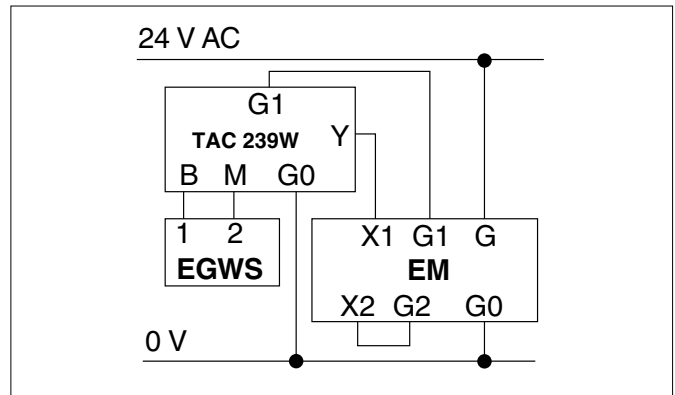 24 V AC
G1
TAC 239W Y
B M G0
1 2
EGWS
X1 G1 G
EM
X2 G2 G0
0 V